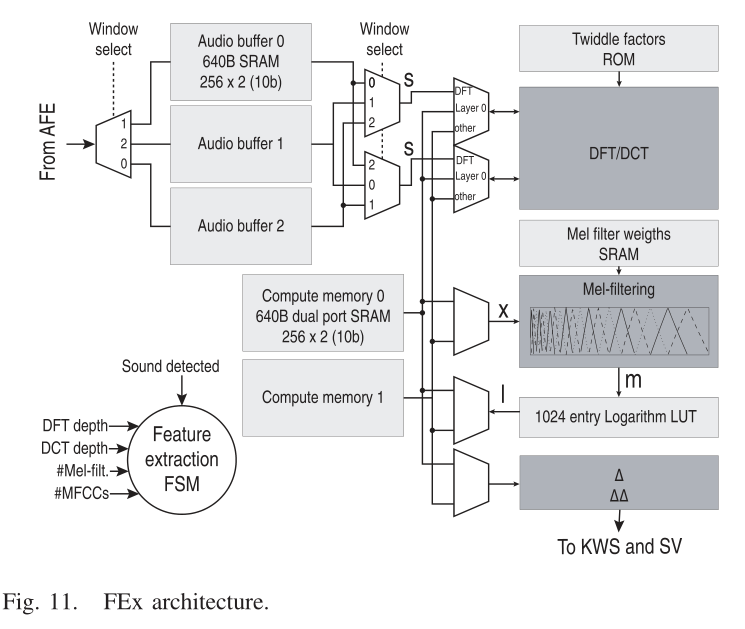 Window
select
Audio buffer 0
640B SRAM
256 x 2 (10b)
Window
select
Twiddle factors
ROM
From AFE
1
2
0
Audio buffer 1
Audio buffer 2
0
1
2
S
2
0
1
S
DFT
Layer 0
other
DFT
Layer 0
other
DFT/DCT
Mel filter weigths
SRAM
Compute memory 0
640B dual port SRAM
256 x 2 (10b)
X
Mel-filtering
m
Compute memory 1
l
1024 entry Logarithm LUT
Sound detected
DFT depth
DCT depth
#Mel-filt.
#MFCCs
Feature
extraction
FSM
Δ
ΔΔ
To KWS and SV
Fig. 11. FEx architecture.